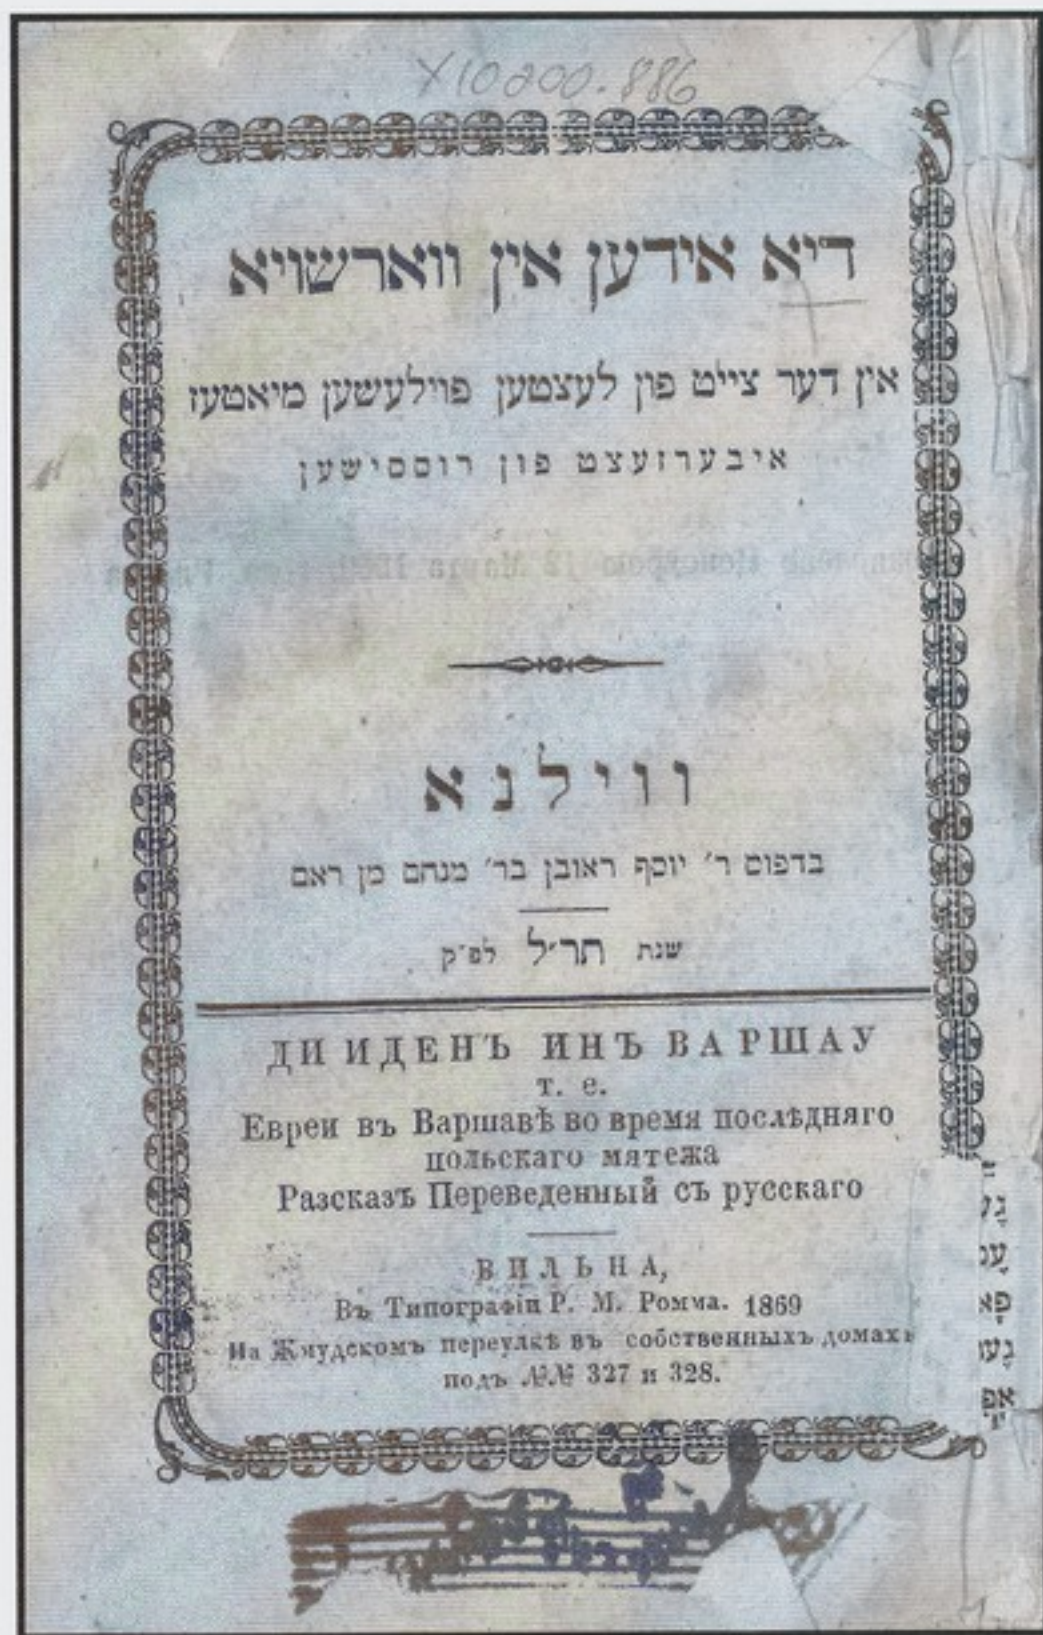 X10200.886
דיא אידען אין ווארשויא
אין דער צייט פון לעצטען פוילעשען מיאטעז
איבערזעצט פון רוססישען
ווילנא
בדפוס ר׳ יוסף ראובן בר׳ מנחם מן ראם
שנת תר״ל לפ״ק
ДИ ИДЕНЪ ИНЪ ВАРШАУ
т. е.
Евреи въ Варшавѣ во время послѣдняго
польскаго мятежа
Разсказъ Переведенный съ русскаго
ВИЛЬНА,
Въ Типографіи Р. М. Ромма. 1869
На Жмудскомъ переулкѣ въ собственныхъ домахъ
подъ №№ 327 и 328.